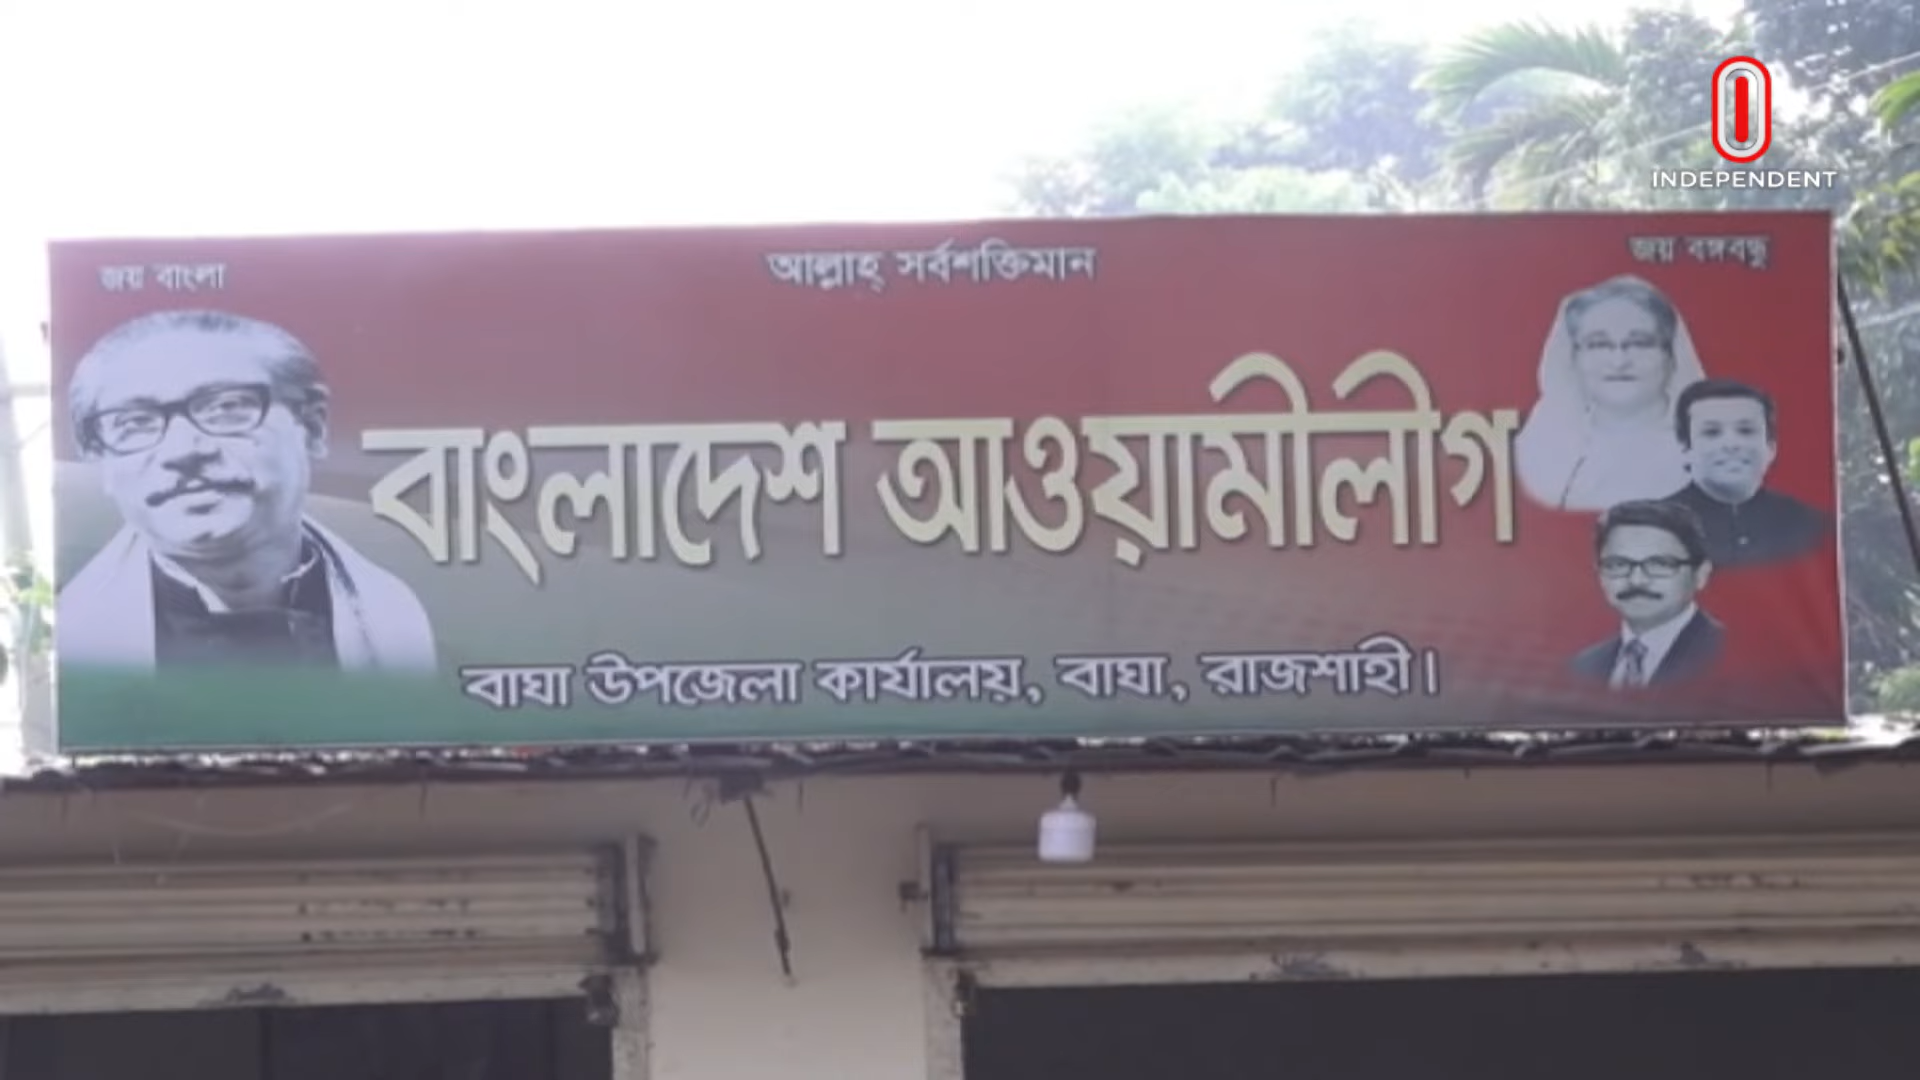 INDEPENDENT
জয় বাংলা
আল্লাহ্ সর্বশক্তিমান
জয় বঙ্গবন্ধু
বাংলাদেশ আওয়ামীলীগ
বাঘা উপজেলা কার্যালয়, বাঘা, রাজশাহী।